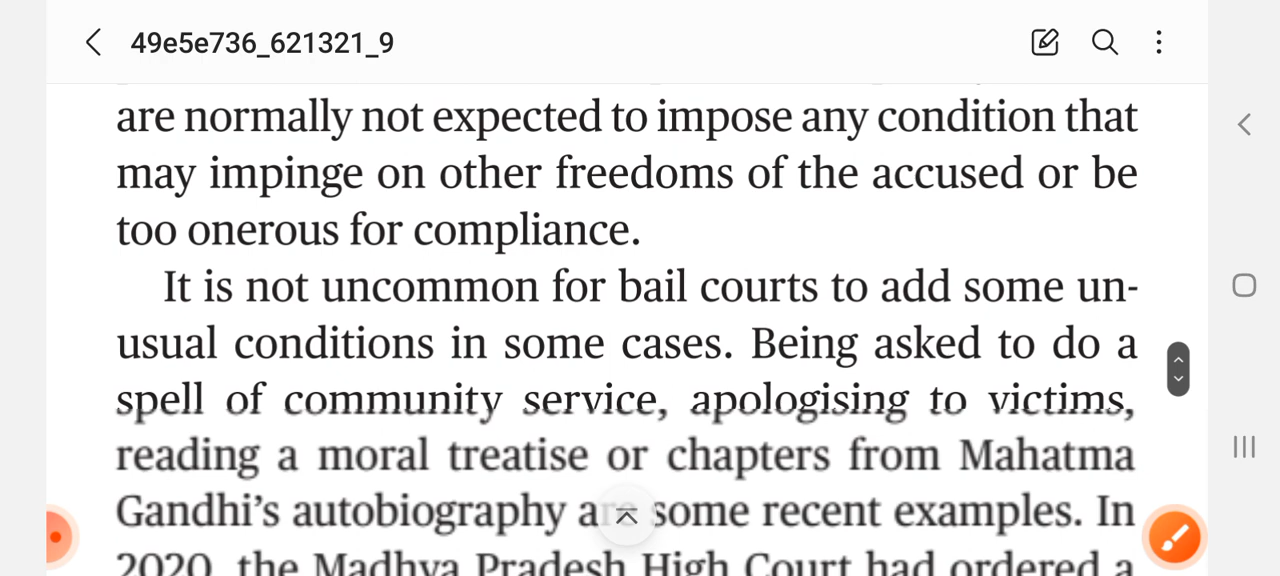 49e5e736_621321_9
are normally not expected to impose any condition that
may impinge on other freedoms of the accused or be
too onerous for compliance.
It is not uncommon for bail courts to add some un-
usual conditions in some cases. Being asked to do a
spell of community service, apologising to victims,
reading a moral treatise or chapters from Mahatma
Gandhi's autobiography are some recent examples. In
2020, the Madhya Pradesh High Court had ordered a